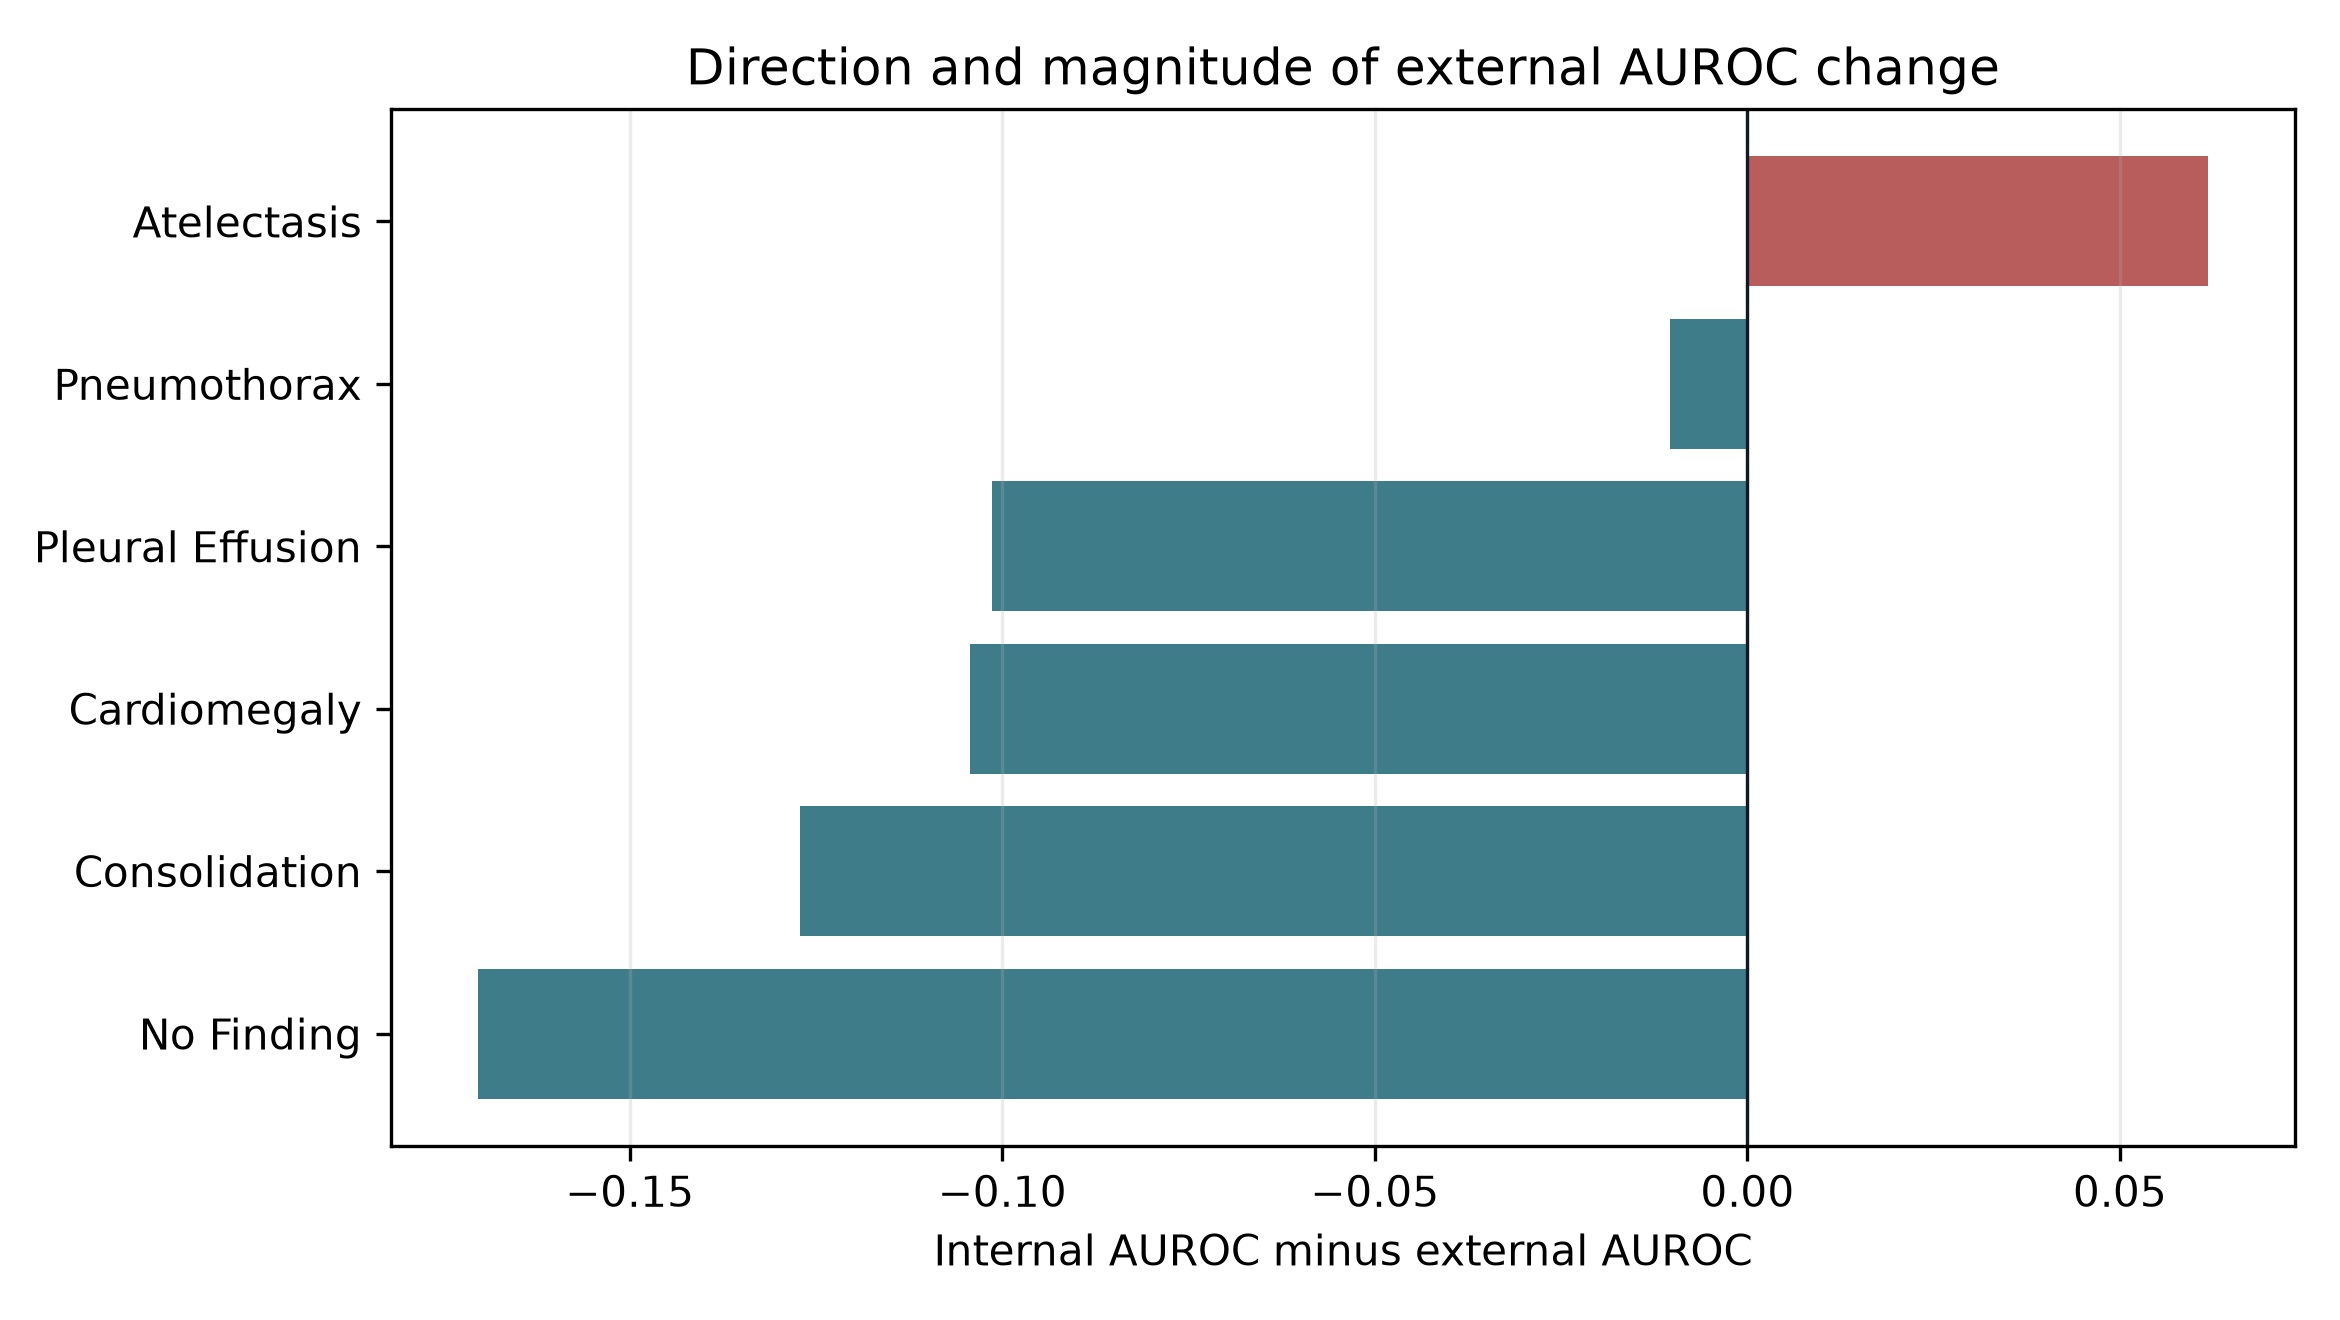 Direction and magnitude of external AUROC change
Atelectasis
Pneumothorax
Pleural Effusion
Cardiomegaly
Consolidation
No Finding
−0.15
−0.10
−0.05
0.00
0.05
Internal AUROC minus external AUROC